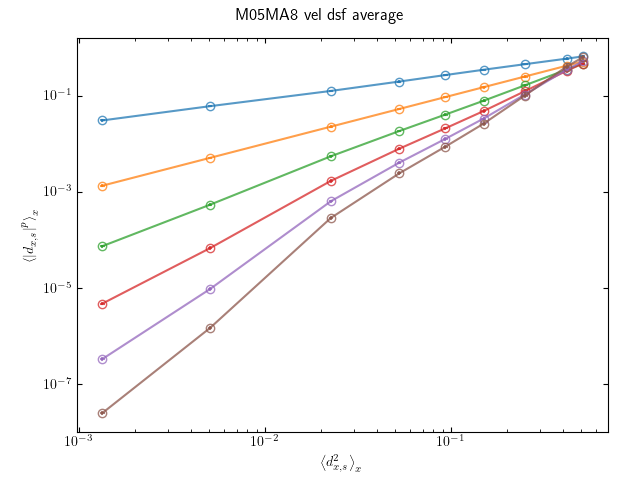 M05MA8 vel dsf average
10⁻¹
10⁻³
10⁻⁵
10⁻⁷
⟨|d_{x,s}|^p⟩_x
10⁻³
10⁻²
10⁻¹
⟨d²_{x,s}⟩_x